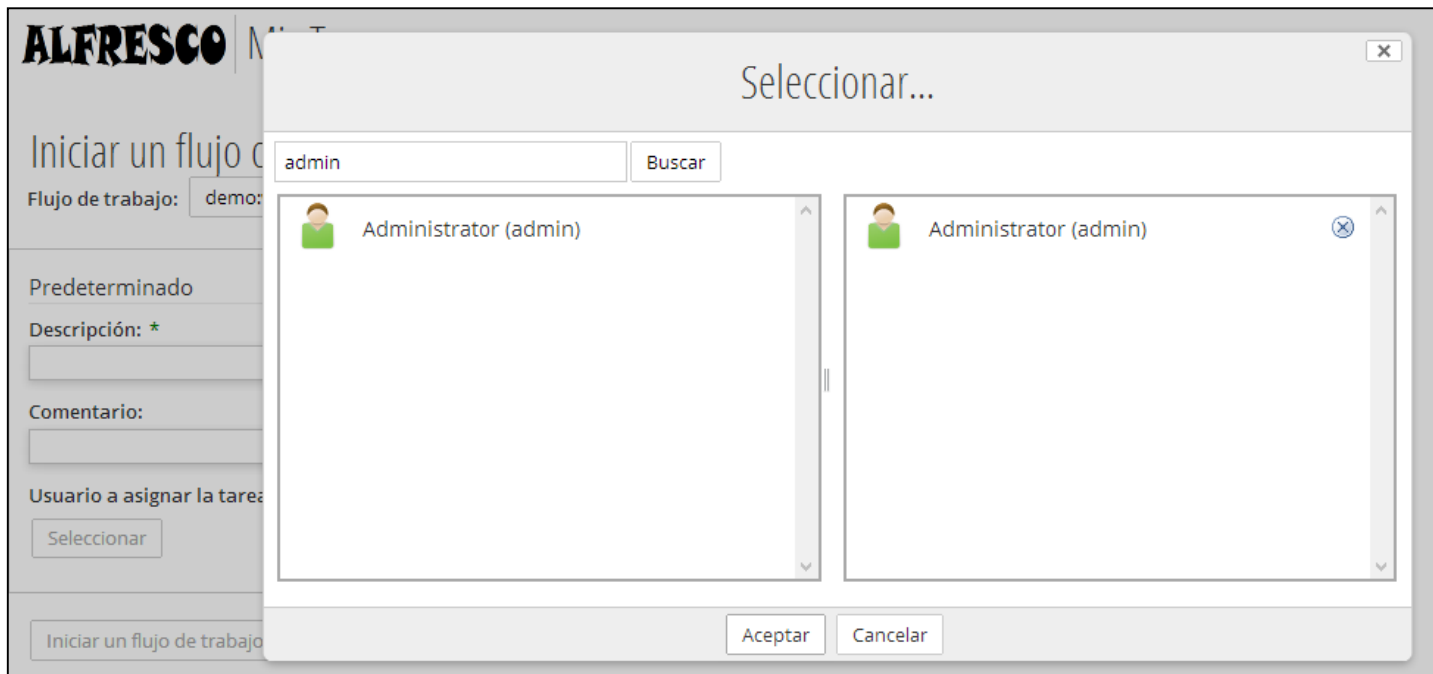 ALFRESCO
Seleccionar...
Iniciar un flujo
Flujo de trabajo: demo:
admin Buscar
Administrator (admin)
Administrator (admin)
Predeterminado
Descripción: *
Comentario:
Usuario a asignar la tarea
Seleccionar
Iniciar un flujo de trabajo
Aceptar Cancelar